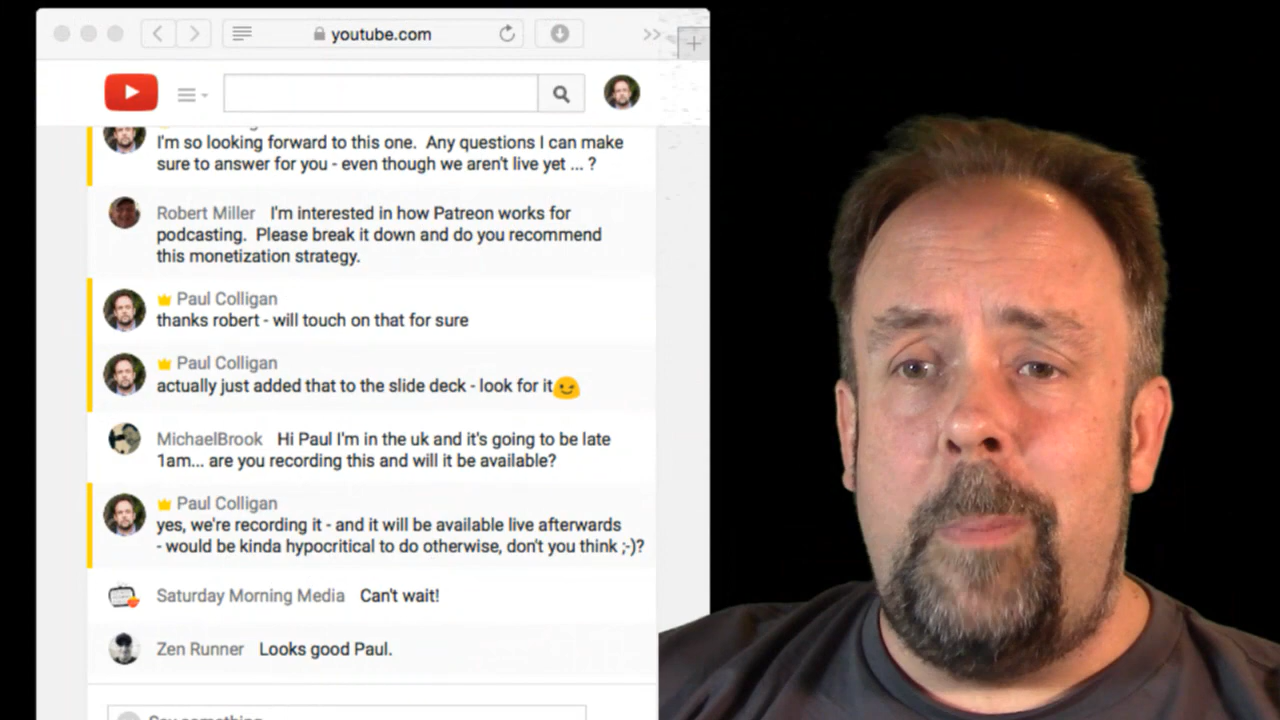 youtube.com
I'm so looking forward to this one. Any questions I can make
sure to answer for you - even though we aren't live yet ... ?
Robert Miller I'm interested in how Patreon works for
podcasting. Please break it down and do you recommend
this monetization strategy.
Paul Colligan
thanks robert - will touch on that for sure
Paul Colligan
actually just added that to the slide deck - look for it😉
MichaelBrook Hi Paul I'm in the uk and it's going to be late
1am... are you recording this and will it be available?
Paul Colligan
yes, we're recording it - and it will be available live afterwards
- would be kinda hypocritical to do otherwise, don't you think ;-)?
Saturday Morning Media Can't wait!
Zen Runner Looks good Paul.